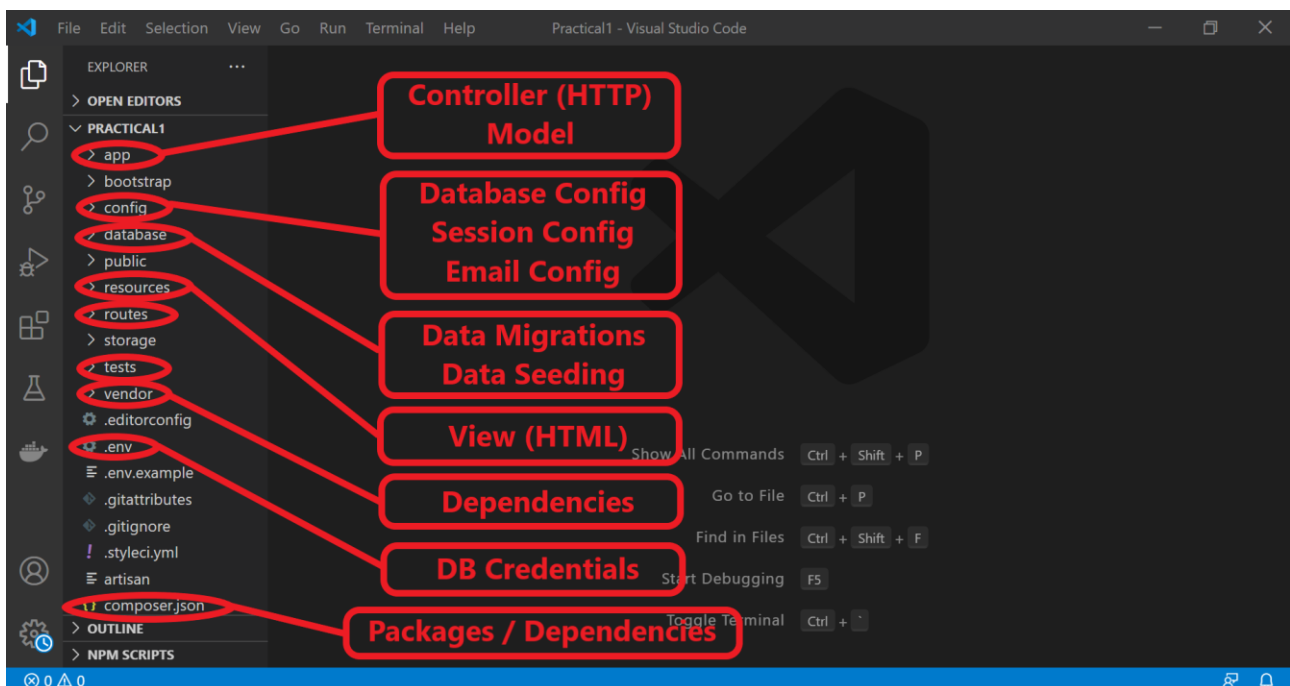 File Edit Selection View Go Run Terminal Help Practical1 - Visual Studio Code
EXPLORER ...
> OPEN EDITORS
PRACTICAL1
> app
> bootstrap
> config
> database
> public
> resources
> routes
> storage
> tests
> vendor
.editorconfig
.env
.env.example
.gitattributes
.gitignore
! .styleci.yml
artisan
{} composer.json
> OUTLINE
> NPM SCRIPTS
0 0
Controller (HTTP)
Model
Database Config
Session Config
Email Config
Data Migrations
Data Seeding
View (HTML)
Dependencies
DB Credentials
Packages / Dependencies
Show All Commands Ctrl + Shift + P
Go to File Ctrl + P
Find in Files Ctrl + Shift + F
Start Debugging F5
Toggle Terminal Ctrl + `